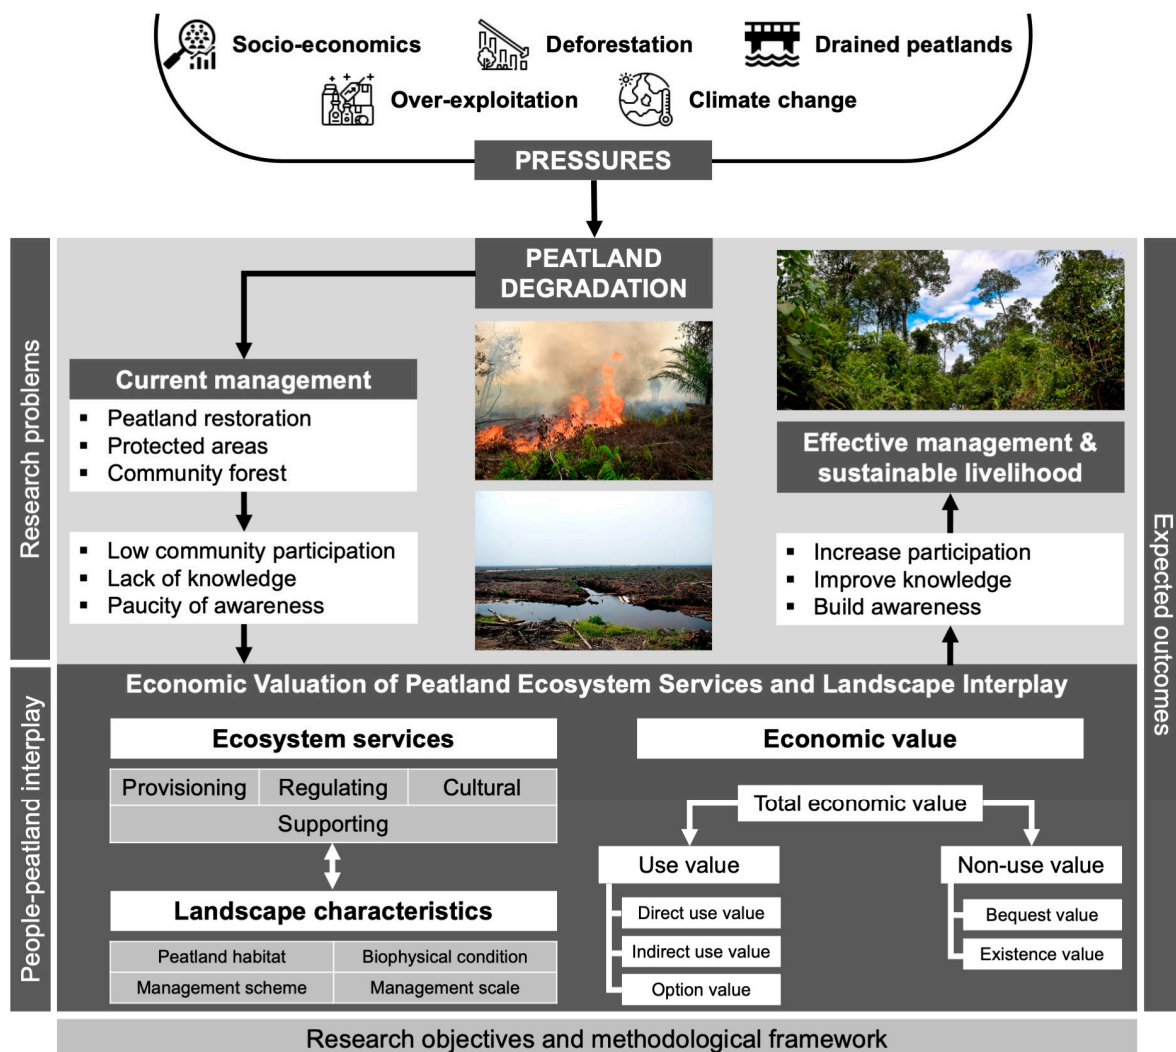 Socio-economics
Deforestation
Drained peatlands
Over-exploitation
Climate change
PRESSURES
Research problems
PEATLAND
DEGRADATION
Current management
▪ Peatland restoration
▪ Protected areas
▪ Community forest
▪ Low community participation
▪ Lack of knowledge
▪ Paucity of awareness
Effective management &
sustainable livelihood
▪ Increase participation
▪ Improve knowledge
▪ Build awareness
Expected outcomes
People-peatland interplay
Economic Valuation of Peatland Ecosystem Services and Landscape Interplay
Ecosystem services
Provisioning
Regulating
Cultural
Supporting
Landscape characteristics
Peatland habitat
Biophysical condition
Management scheme
Management scale
Economic value
Total economic value
Use value
Direct use value
Indirect use value
Option value
Non-use value
Bequest value
Existence value
Research objectives and methodological framework